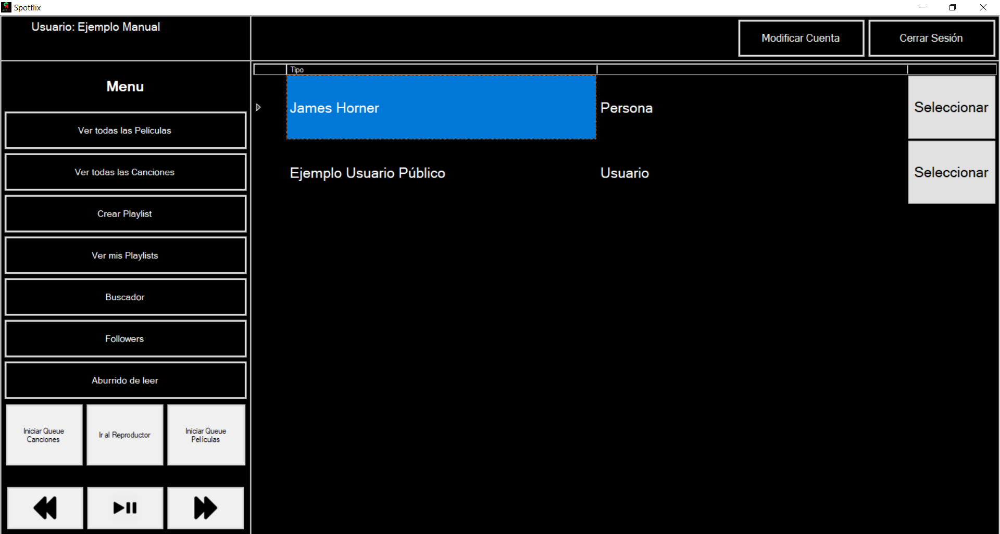 Spotflix
Usuario: Ejemplo Manual
Modificar Cuenta
Cerrar Sesión
Menu
Ver todas las Películas
Ver todas las Canciones
Crear Playlist
Ver mis Playlists
Buscador
Followers
Aburrido de leer
Iniciar Queue
Canciones
Ir al Reproductor
Iniciar Queue
Películas
Tipo
James Horner
Persona
Seleccionar
Ejemplo Usuario Público
Usuario
Seleccionar